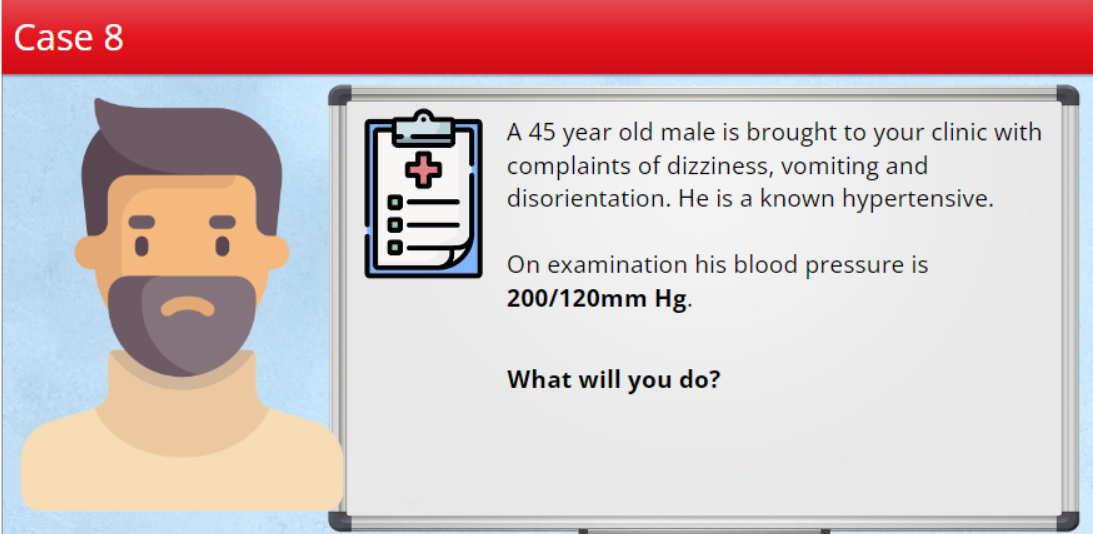 Case 8
A 45 year old male is brought to your clinic with
complaints of dizziness, vomiting and
disorientation. He is a known hypertensive.
On examination his blood pressure is
200/120mm Hg.
What will you do?